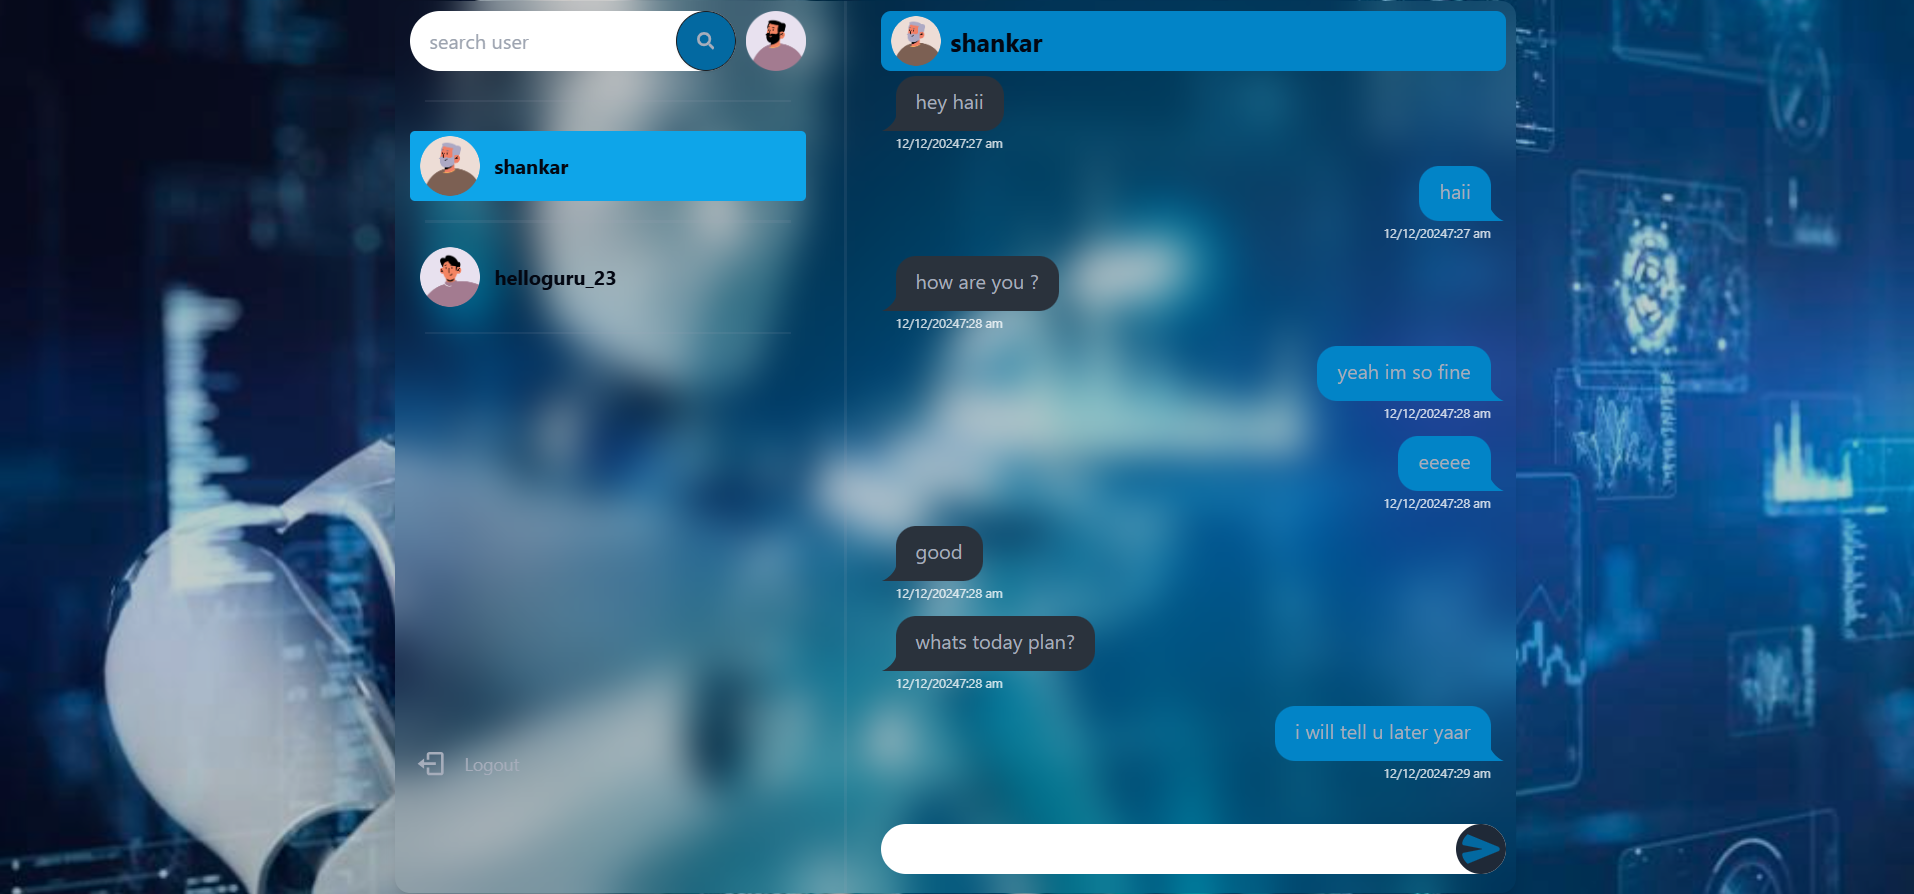 search user
shankar
helloguru_23
Logout
shankar
hey haii
12/12/20247:27 am
haii
12/12/20247:27 am
how are you ?
12/12/20247:28 am
yeah im so fine
12/12/20247:28 am
eeeee
12/12/20247:28 am
good
12/12/20247:28 am
whats today plan?
12/12/20247:28 am
i will tell u later yaar
12/12/20247:29 am